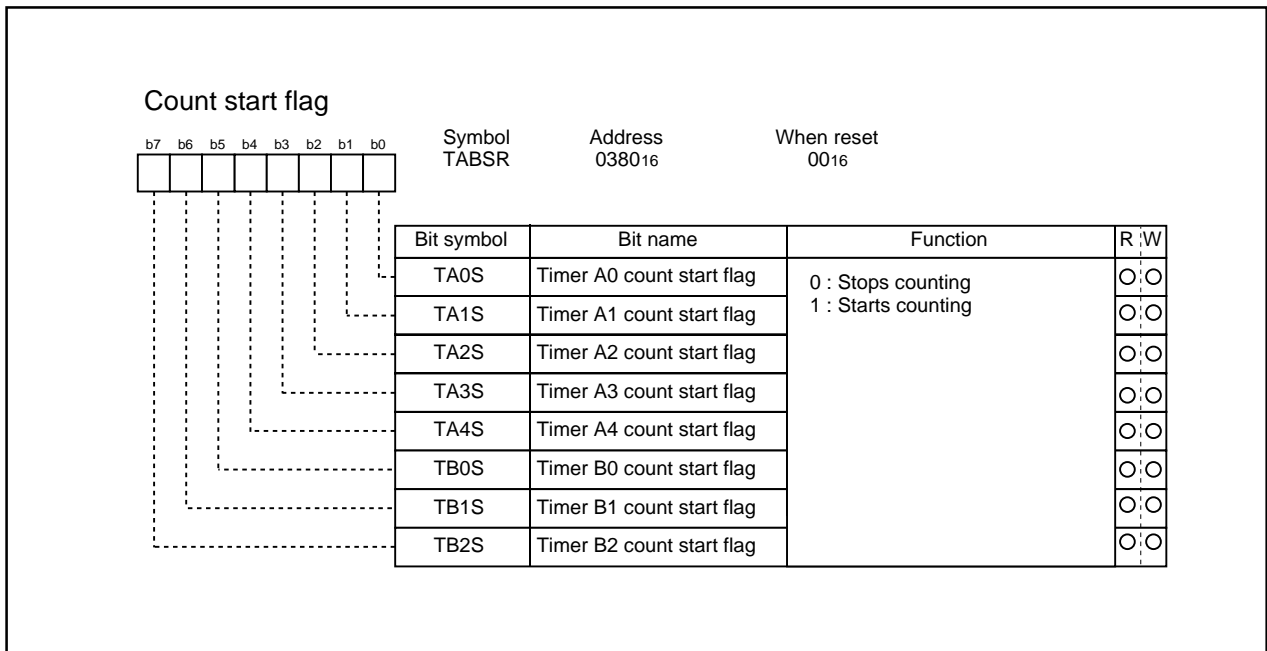 Count start flag
b7 b6 b5 b4 b3 b2 b1 b0
Symbol Address When reset
TABSR 038016 0016
Bit symbol Bit name Function R W
TA0S Timer A0 count start flag 0 : Stops counting
1 : Starts counting
TA1S Timer A1 count start flag
TA2S Timer A2 count start flag
TA3S Timer A3 count start flag
TA4S Timer A4 count start flag
TB0S Timer B0 count start flag
TB1S Timer B1 count start flag
TB2S Timer B2 count start flag